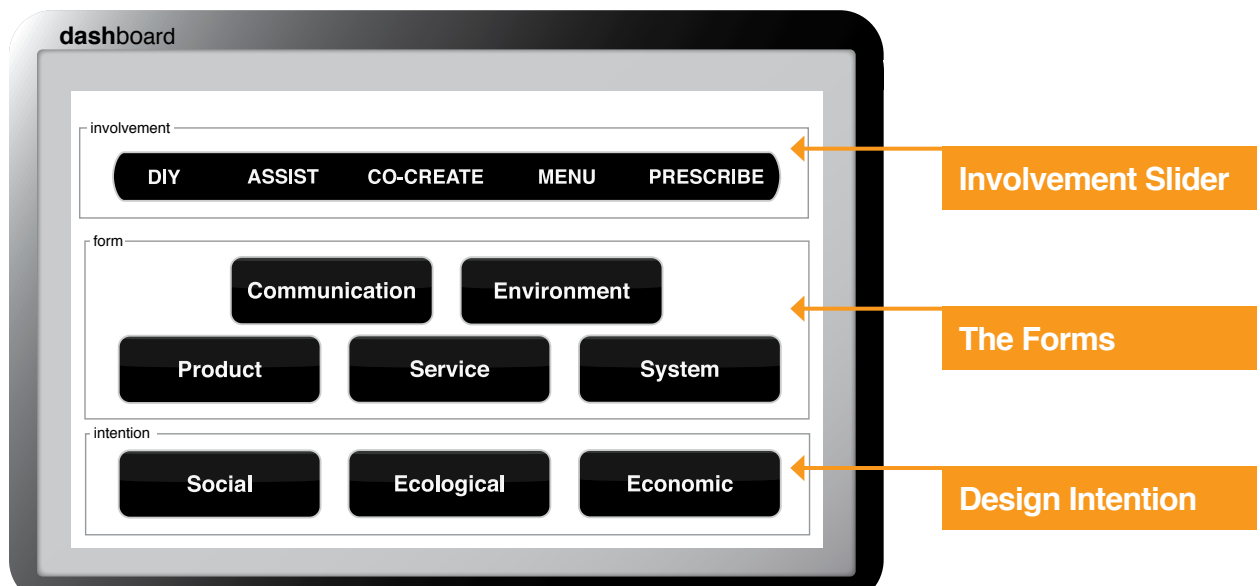 dashboard
involvement
DIY ASSIST CO-CREATE MENU PRESCRIBE
Involvement Slider
form
Communication Environment
Product Service System
The Forms
intention
Social Ecological Economic
Design Intention